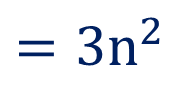 = 3n²